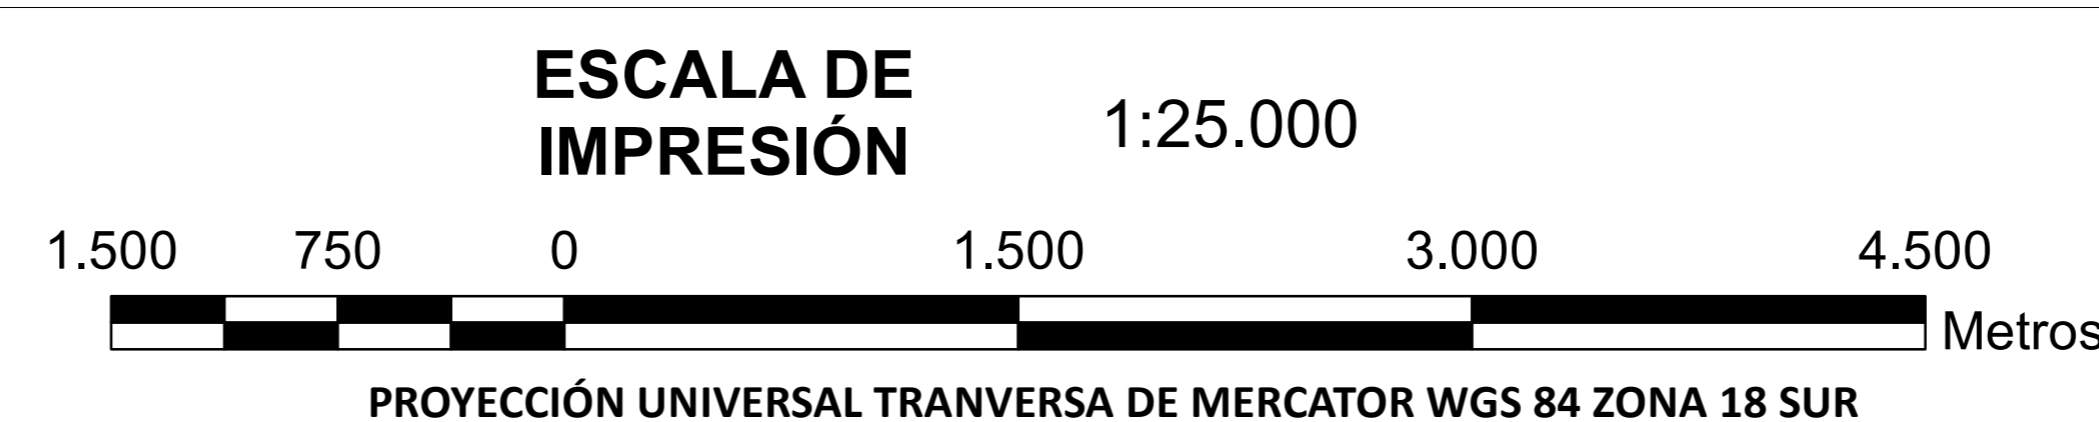 ESCALA DE
IMPRESIÓN
1:25.000
1.500 750 0 1.500 3.000 4.500
Metros
PROYECCIÓN UNIVERSAL TRANVERSA DE MERCATOR WGS 84 ZONA 18 SUR